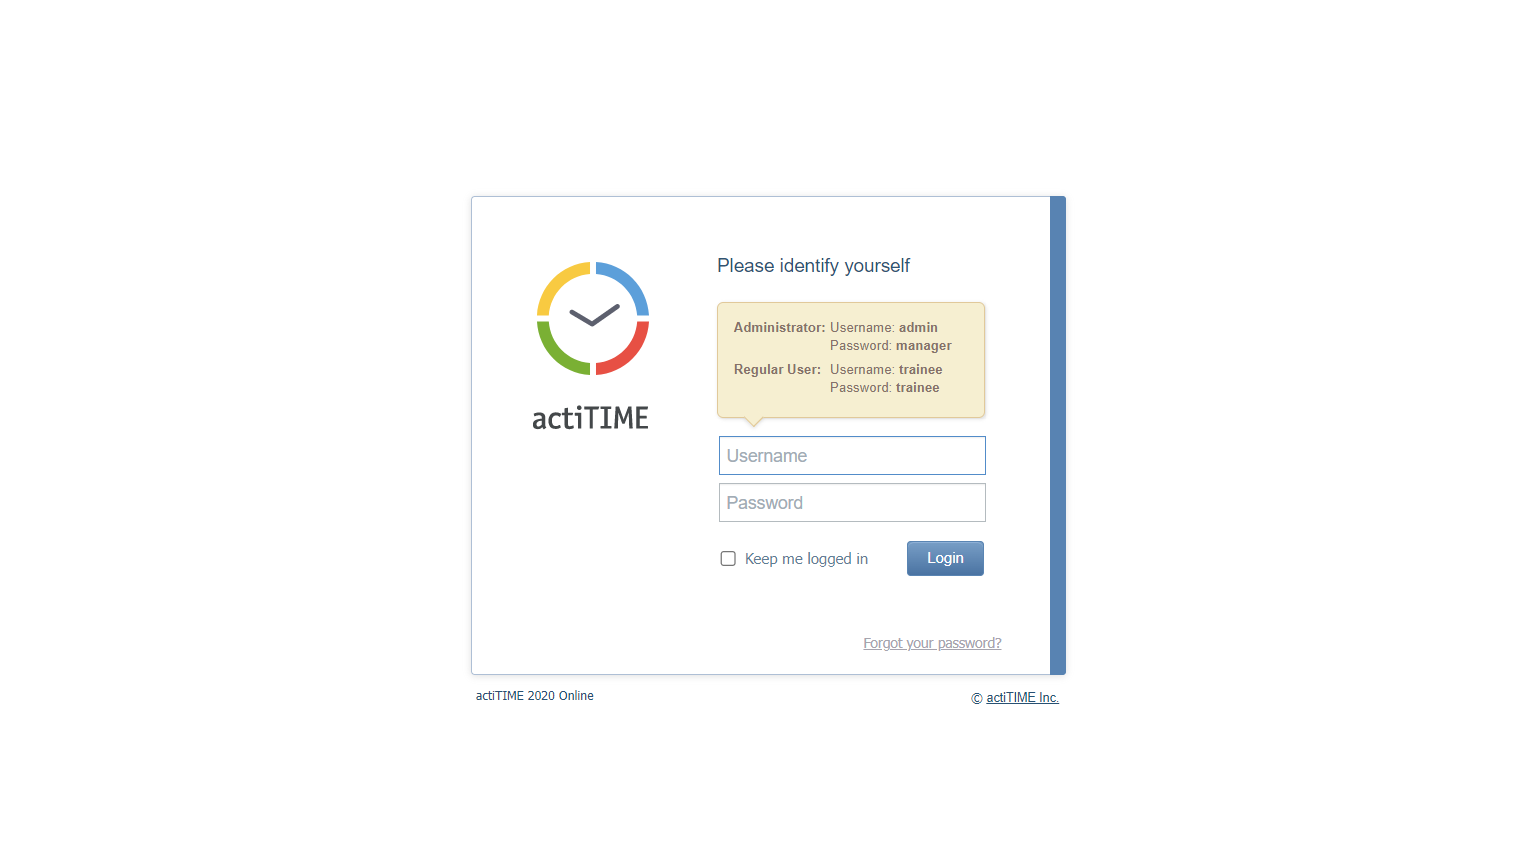 Please identify yourself
Administrator: Username: admin
Password: manager
Regular User: Username: trainee
Password: trainee
actiTIME
Username
Password
Keep me logged in
Login
Forgot your password?
actiTIME 2020 Online
© actiTIME Inc.